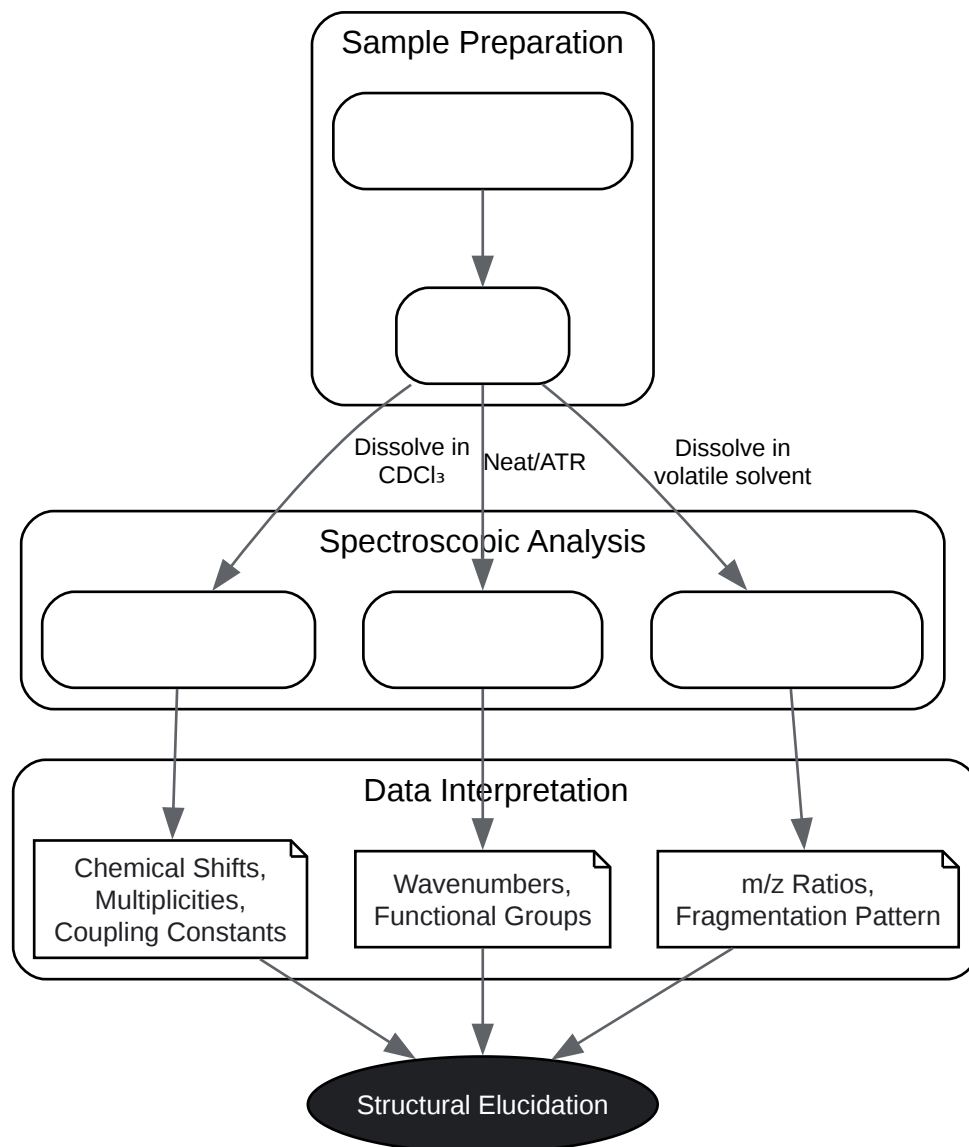 Sample Preparation
Dissolve in
CDCl₃
Neat/ATR
Dissolve in
volatile solvent
Spectroscopic Analysis
Data Interpretation
Chemical Shifts,
Multiplicities,
Coupling Constants
Wavenumbers,
Functional Groups
m/z Ratios,
Fragmentation Pattern
Structural Elucidation